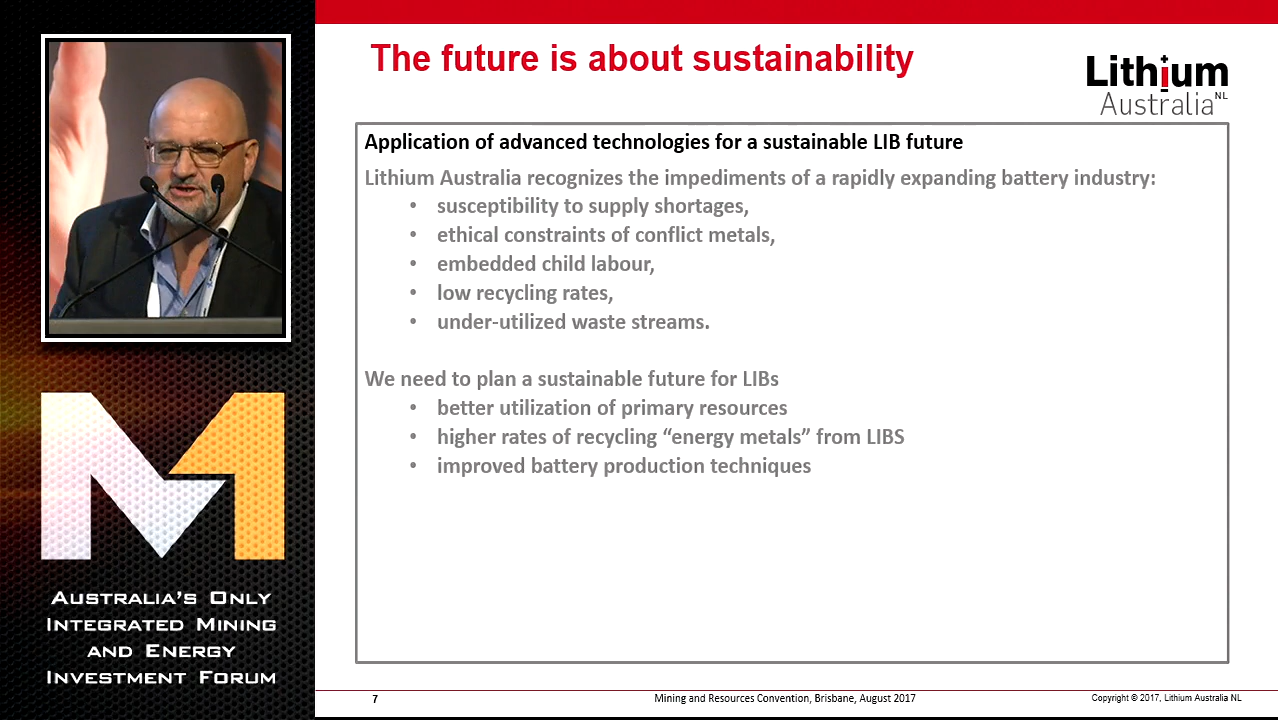 The future is about sustainability
Lithium
Australia NL
Application of advanced technologies for a sustainable LIB future
Lithium Australia recognizes the impediments of a rapidly expanding battery industry:
• susceptibility to supply shortages,
• ethical constraints of conflict metals,
• embedded child labour,
• low recycling rates,
• under-utilized waste streams.
We need to plan a sustainable future for LIBs
• better utilization of primary resources
• higher rates of recycling “energy metals” from LIBS
• improved battery production techniques
Australia's Only
Integrated Mining
and Energy
Investment Forum
7
Mining and Resources Convention, Brisbane, August 2017
Copyright © 2017, Lithium Australia NL